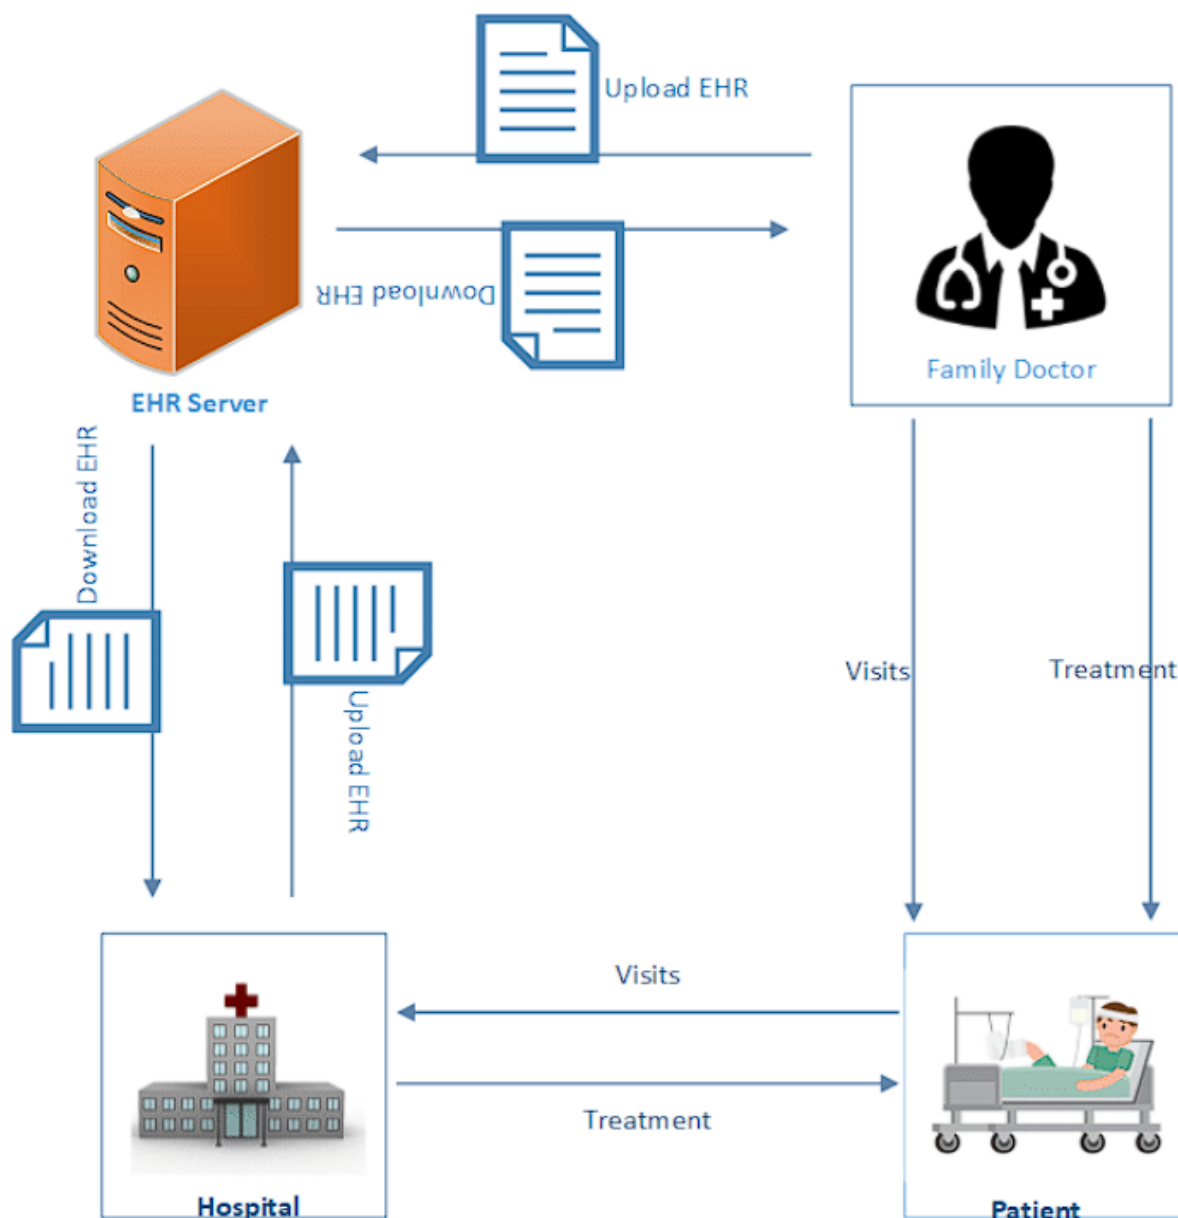 Upload EHR
Download EHR
Family Doctor
EHR Server
Download EHR
Upload EHR
Visits
Treatment
Visits
Treatment
Hospital
Patient